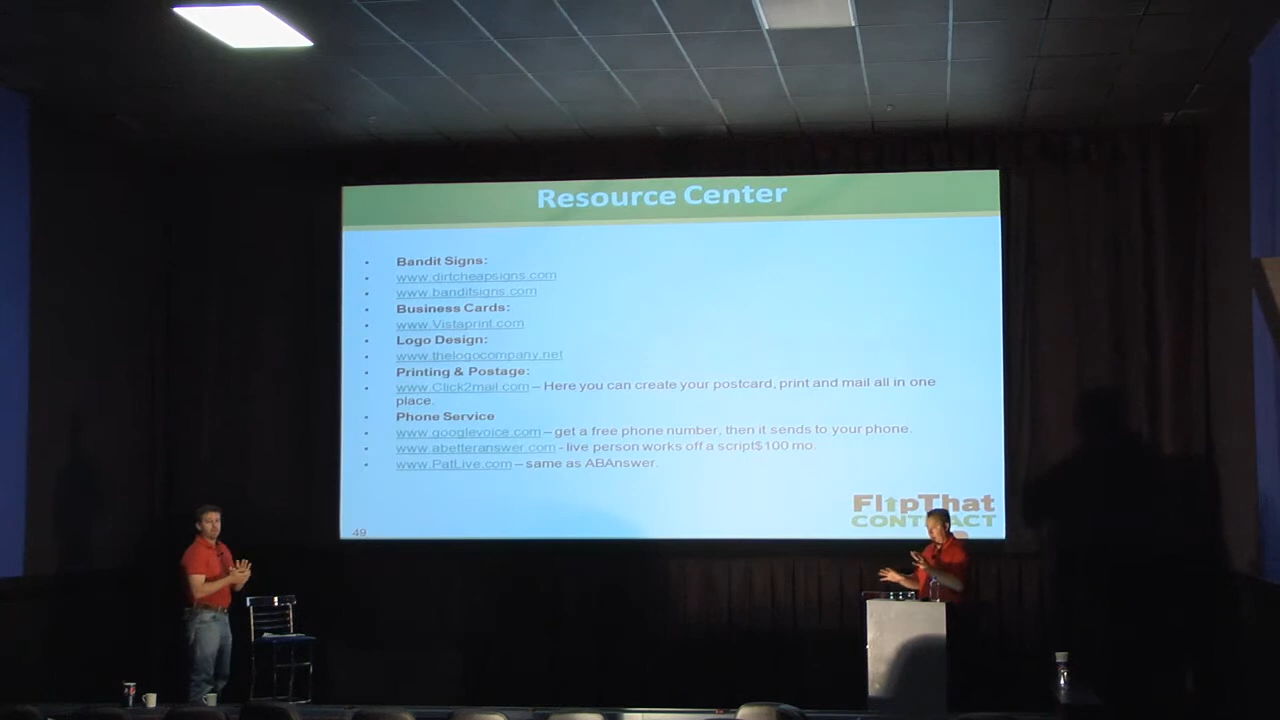 Resource Center
Bandit Signs:
www.dirtcheapsigns.com
www.banditsigns.com
Business Cards:
www.Vistaprint.com
Logo Design:
www.thelogocompany.net
Printing & Postage:
www.Click2mail.com – Here you can create your postcard, print and mail all in one
place.
Phone Service
www.googlevoice.com – get a free phone number, then it sends to your phone.
www.abetteranswer.com - live person works off a script$100 mo.
www.PatLive.com – same as ABAnswer.
FlipThat
49